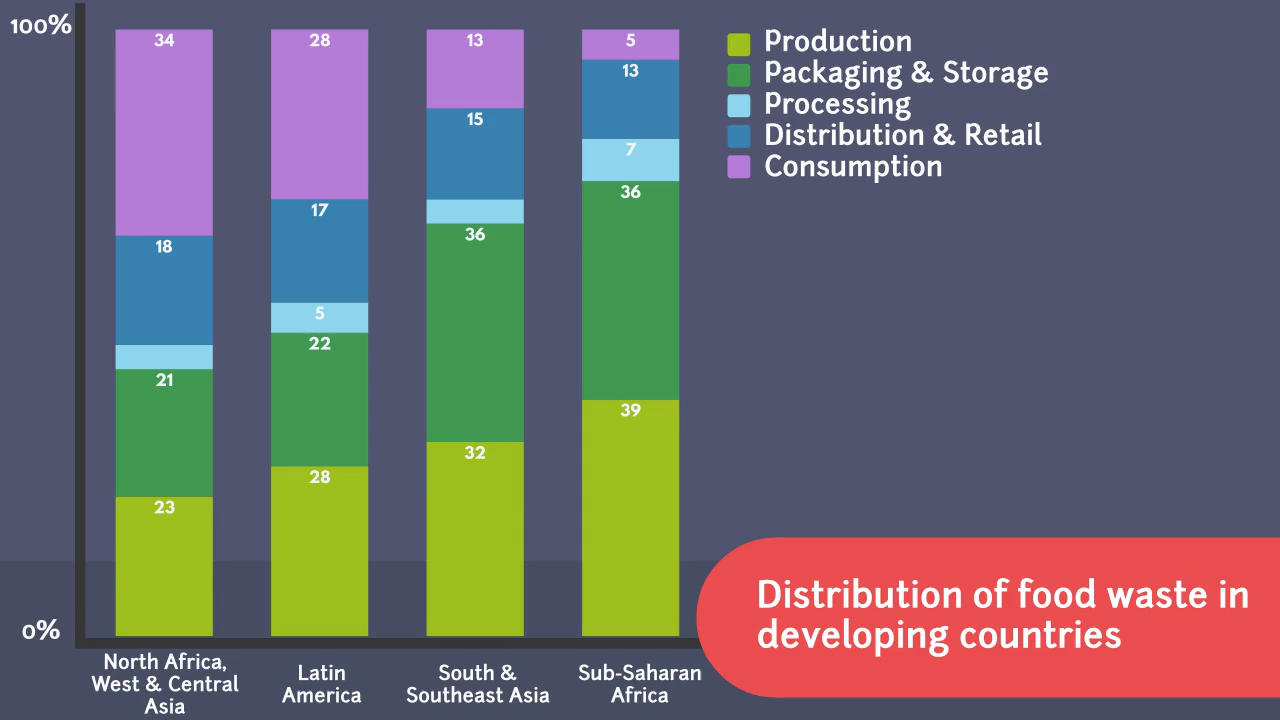 100%
34
28
13
5
Production
13
Packaging & Storage
15
Processing
7
Distribution & Retail
Consumption
36
17
36
18
5
22
21
39
32
28
23
Distribution of food waste in
developing countries
0%
North Africa,
West & Central
Asia
Latin
America
South &
Southeast Asia
Sub-Saharan
Africa